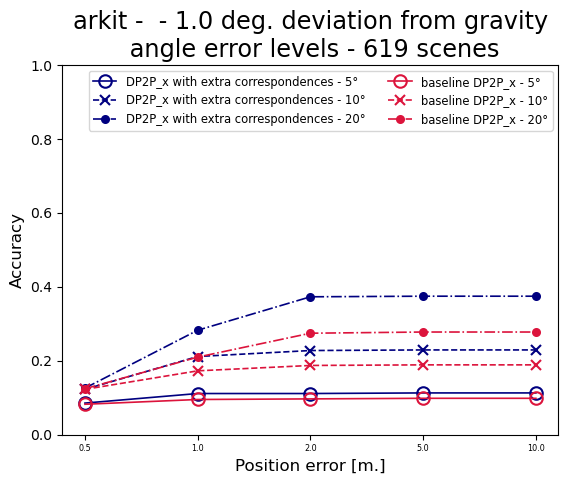 arkit -  - 1.0 deg. deviation from gravity
angle error levels - 619 scenes
DP2P_x with extra correspondences - 5°
DP2P_x with extra correspondences - 10°
DP2P_x with extra correspondences - 20°
baseline DP2P_x - 5°
baseline DP2P_x - 10°
baseline DP2P_x - 20°
Accuracy
1.0
0.8
0.6
0.4
0.2
0.0
0.5 1.0 2.0 5.0 10.0
Position error [m.]